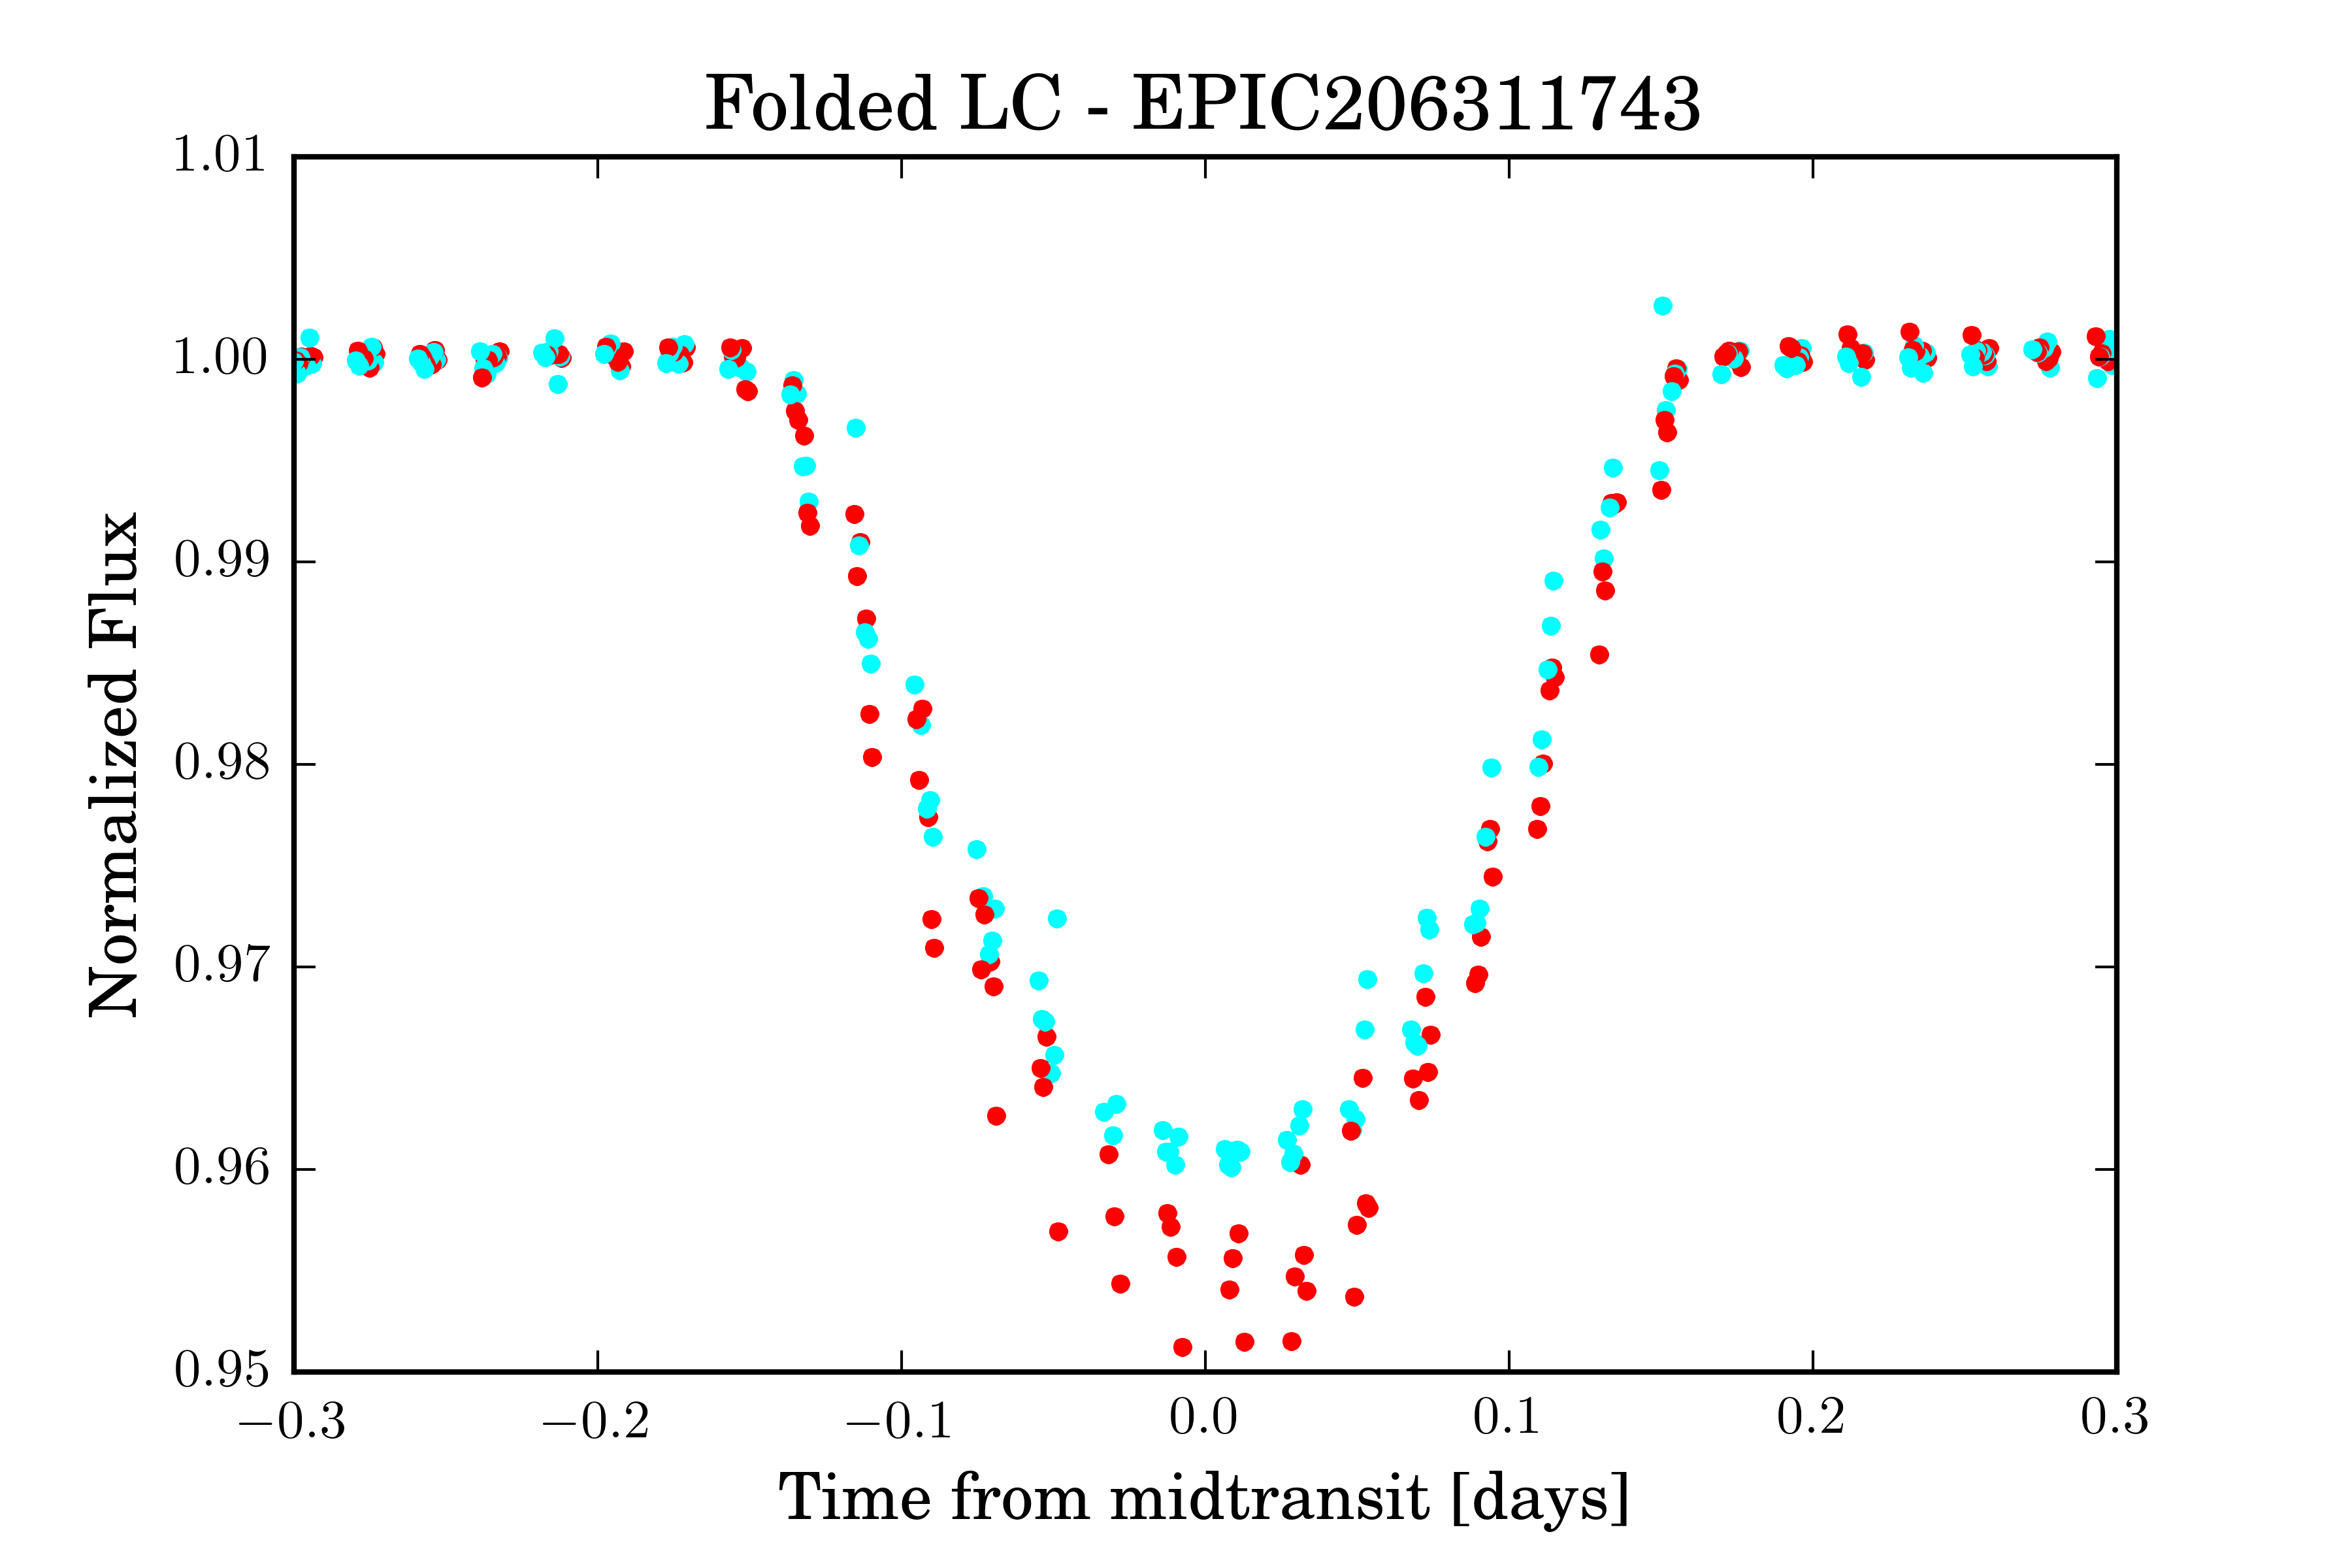 Folded LC - EPIC206311743
1.01
1.00
0.99
0.98
0.97
0.96
0.95
Normalized Flux
−0.3 −0.2 −0.1 0.0 0.1 0.2 0.3
Time from midtransit [days]